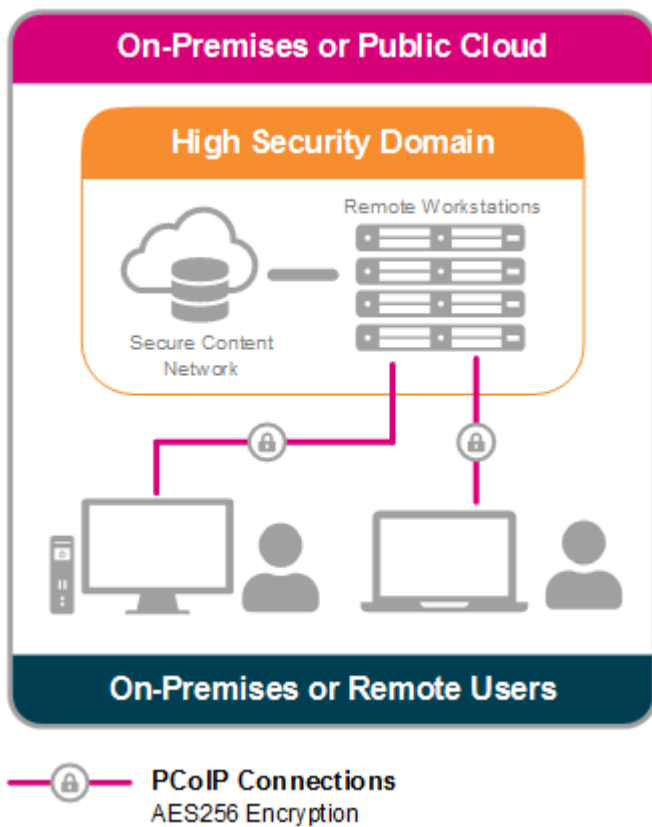 On-Premises or Public Cloud
High Security Domain
Remote Workstations
Secure Content
Network
On-Premises or Remote Users
PCoIP Connections
AES256 Encryption